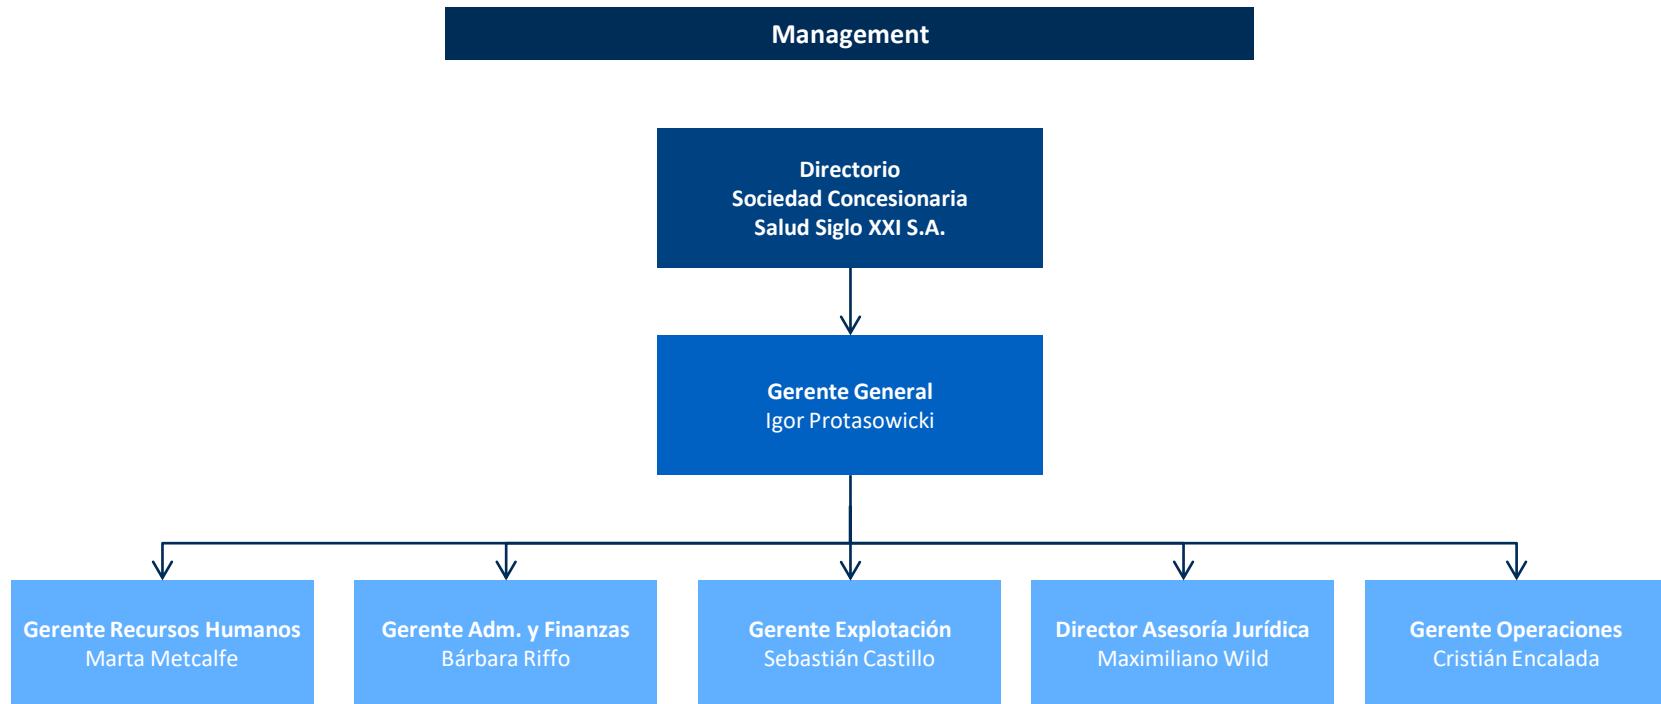 Management
Directorio
Sociedad Concesionaria
Salud Siglo XXI S.A.
Gerente General
Igor Protasowicki
Gerente Recursos Humanos
Marta Metcalfe
Gerente Adm. y Finanzas
Bárbara Riffo
Gerente Explotación
Sebastián Castillo
Director Asesoría Jurídica
Maximiliano Wild
Gerente Operaciones
Cristián Encalada